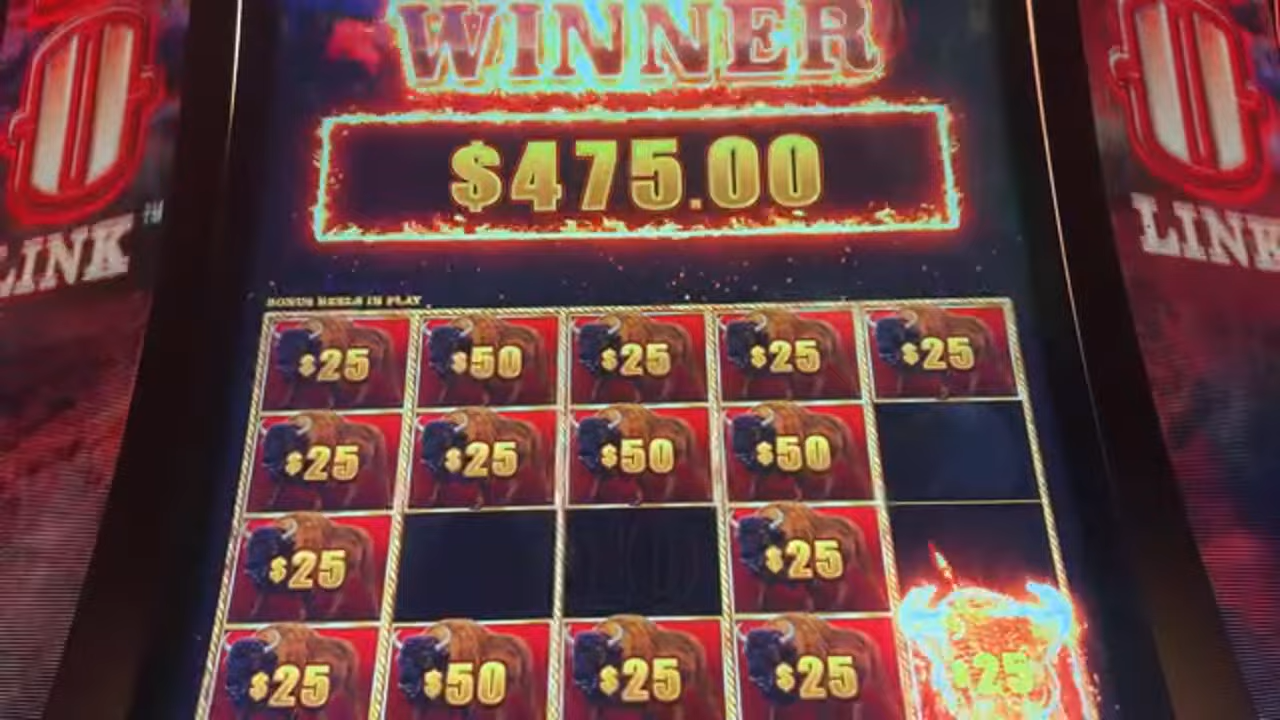 WINNER
$475.00
LINK ™
LINK
BONUS REELS IN PLAY
$25 $50 $25 $25 $25
$25 $25 $50 $50
$25 $25
$25 $50 $25 $25 $25